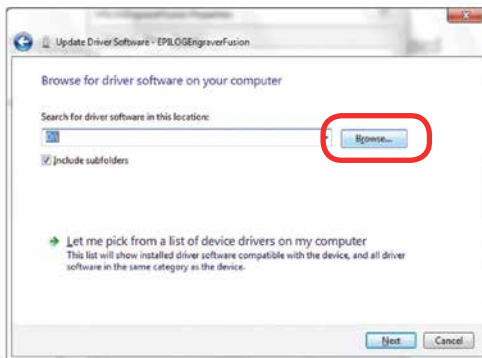 Update Driver Software - EPILOGEngraverFusion
Browse for driver software on your computer
Search for driver software in this location:
D:\
Browse...
Include subfolders
Let me pick from a list of device drivers on my computer
This list will show installed driver software compatible with the device, and all driver
software in the same category as the device.
Next
Cancel